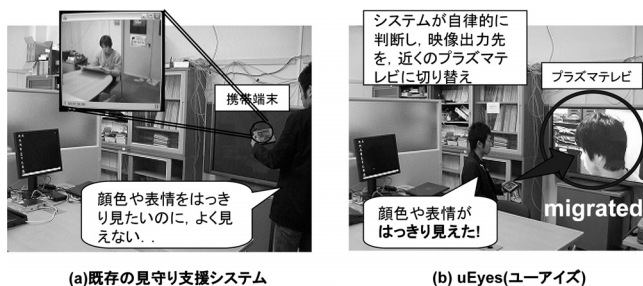 携帯端末
顔色や表情をはっき
り見たいのに，よく見
えない．．
(a)既存の見守り支援システム
システムが自律的に
判断し，映像出力先
を，近くのプラズマテ
レビに切り替え
プラズマテレビ
顔色や表情が
はっきり見えた!
migrated
(b) uEyes(ユーアイズ)